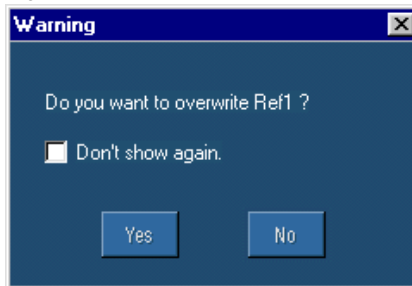 Warning
Do you want to overwrite Ref1 ?
Don't show again.
Yes No